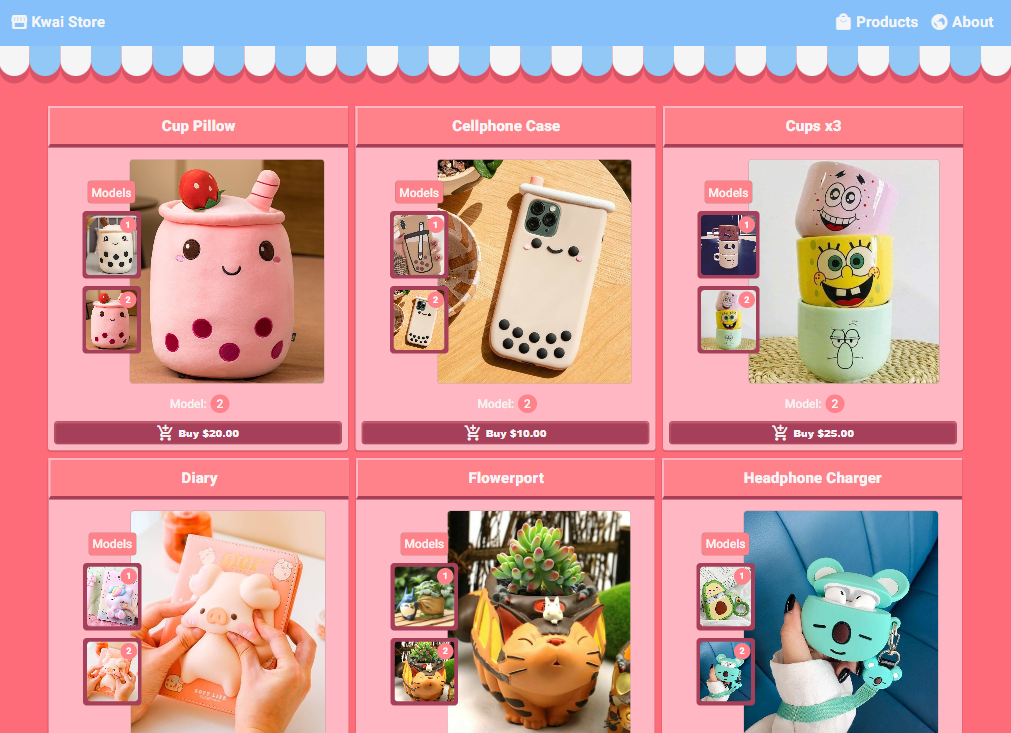 Kwai Store
Products
About
Cup Pillow
Cellphone Case
Cups x3
Models
1
2
Model: 2
Buy $20.00
Models
1
2
Model: 2
Buy $10.00
Models
1
2
Model: 2
Buy $25.00
Diary
Flowerport
Headphone Charger
Models
1
2
Models
1
2
Models
1
2